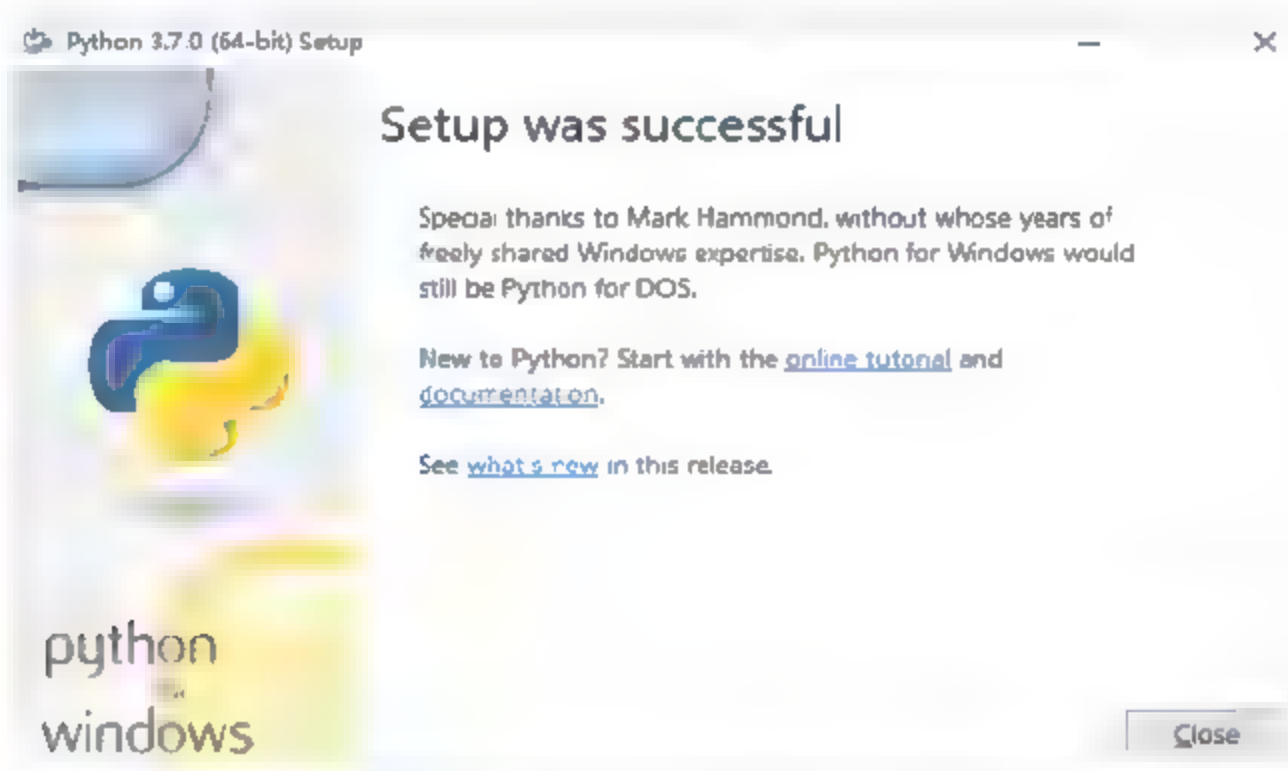 Python 3.7.0 (64-bit) Setup
Setup was successful
Special thanks to Mark Hammond, without whose years of
freely shared Windows expertise, Python for Windows would
still be Python for DOS.
New to Python? Start with the online tutorial and
documentation.
See what's new in this release.
python
windows
Close